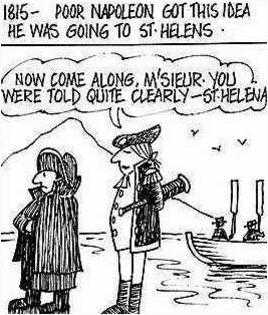 1815- POOR NAPOLEON GOT THIS IDEA
HE WAS GOING TO ST. HELENS.
NOW COME ALONG, M'SIEUR. YOU
WERE TOLD QUITE CLEARLY - ST. HELENA